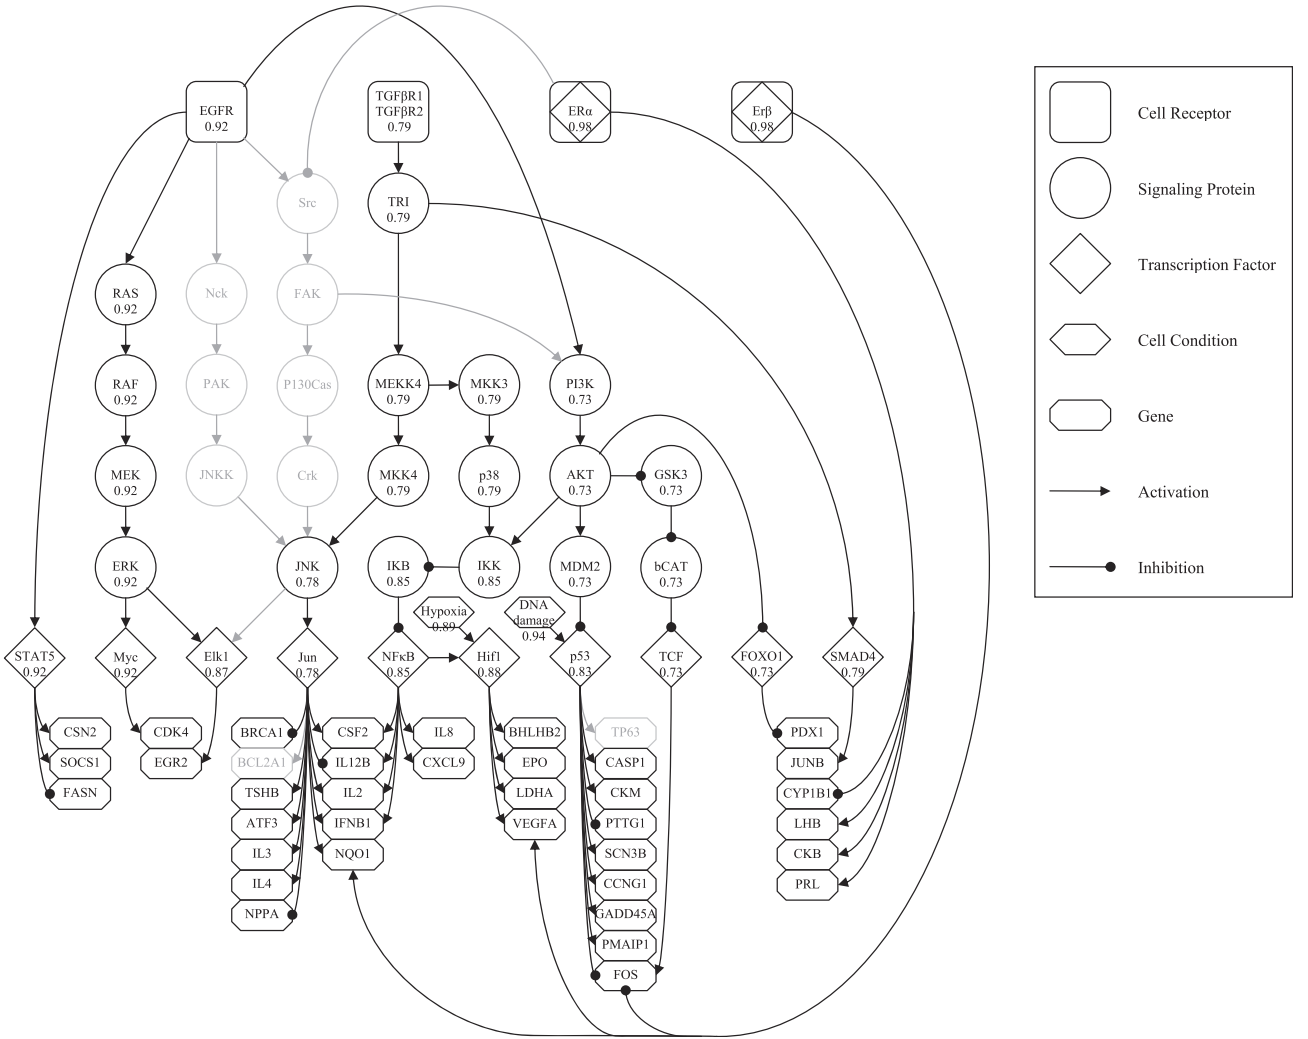 EGFR
0.92
TGFβR1
TGFβR2
0.79
ERα
0.98
Erβ
0.98
Src
TRI
0.79
RAS
0.92
Nck
FAK
RAF
0.92
PAK
P130Cas
MEKK4
0.79
MKK3
0.79
PI3K
0.73
MEK
0.92
JNKK
Crk
MKK4
0.79
p38
0.79
AKT
0.73
GSK3
0.73
ERK
0.92
JNK
0.78
IKB
0.85
IKK
0.85
MDM2
0.73
bCAT
0.73
Hypoxia
0.89
DNA
damage
0.94
STAT5
0.92
Myc
0.92
Elk1
0.87
Jun
0.78
NFκB
0.85
Hif1
0.88
p53
0.83
TCF
0.73
FOXO1
0.73
SMAD4
0.79
CSN2
SOCS1
FASN
CDK4
EGR2
BRCA1
BCL2A1
TSHB
ATF3
IL3
IL4
NPPA
CSF2
IL12B
IL2
IFNB1
NQO1
IL8
CXCL9
BHLHB2
EPO
LDHA
VEGFA
TP63
CASP1
CKM
PTTG1
SCN3B
CCNG1
GADD45A
PMAIP1
FOS
PDX1
JUNB
CYP1B1
LHB
CKB
PRL
Cell Receptor
Signaling Protein
Transcription Factor
Cell Condition
Gene
Activation
Inhibition